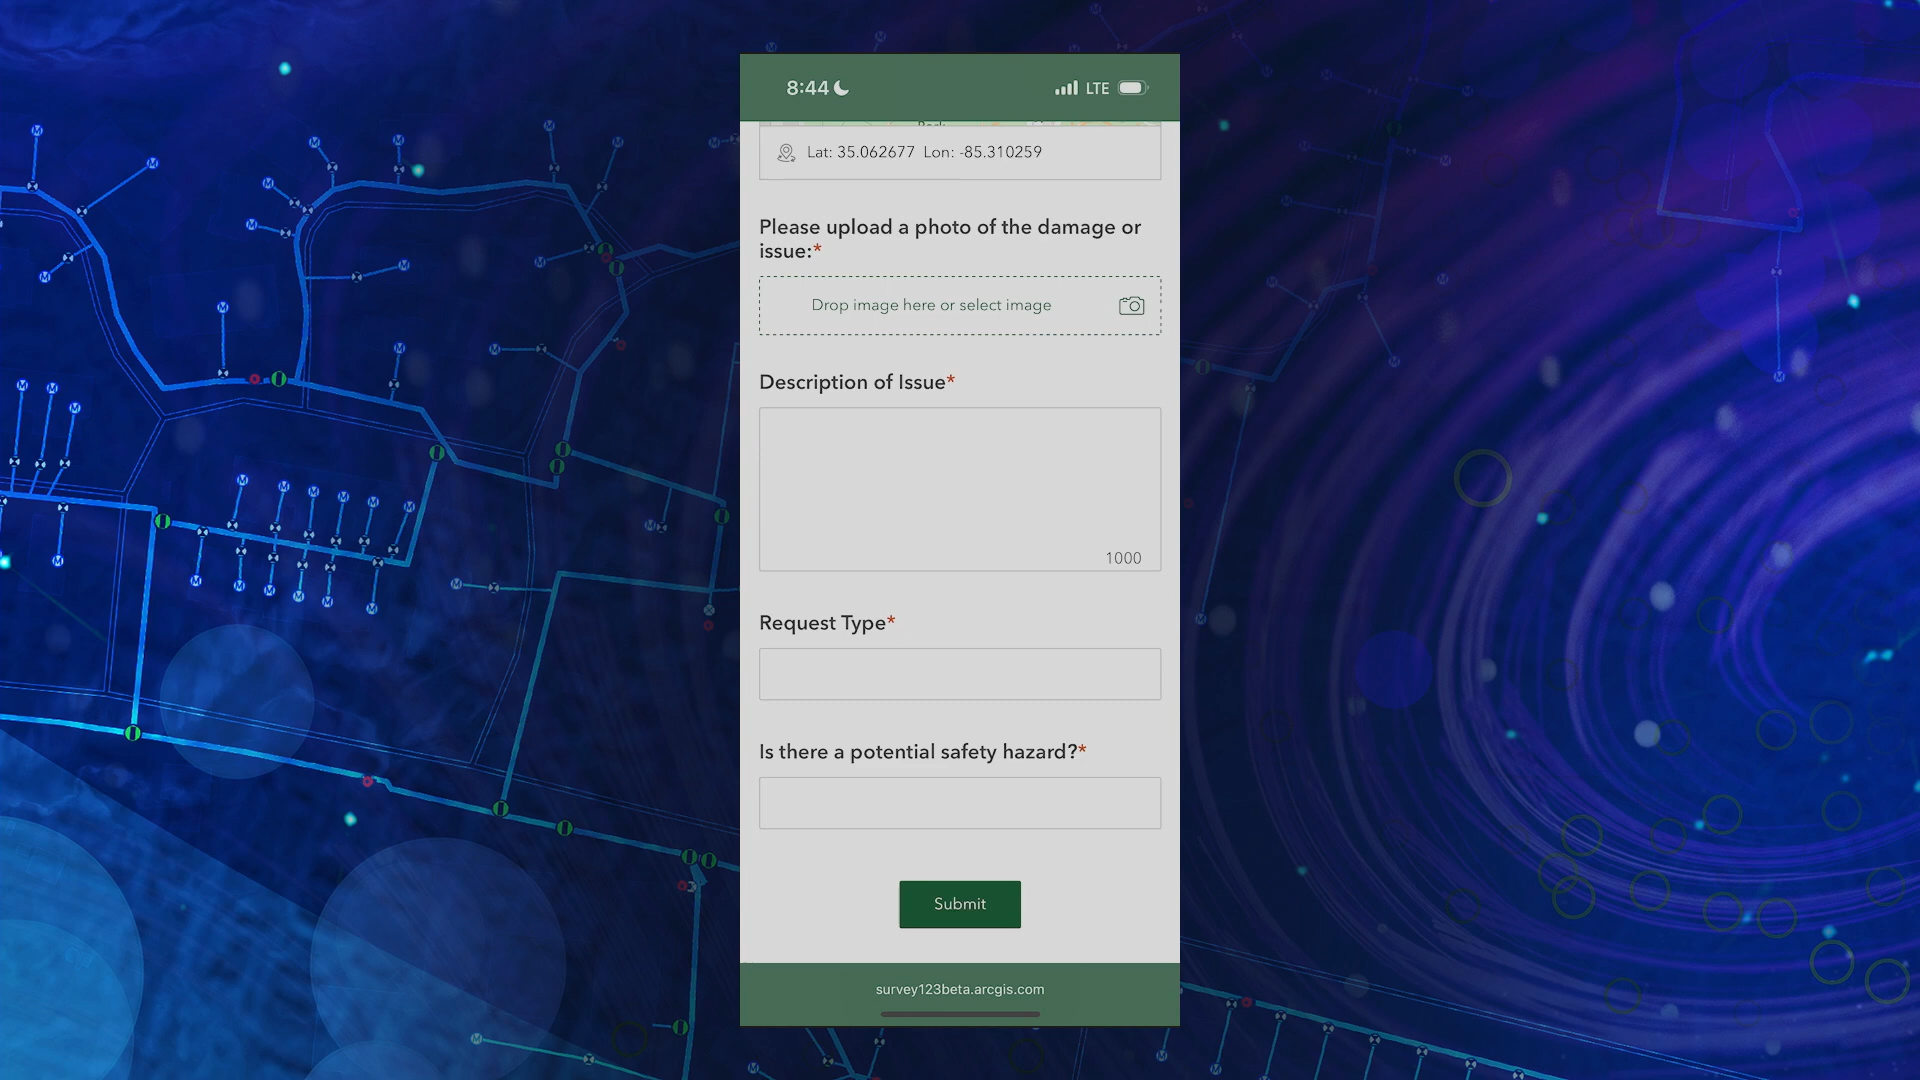 8:44
LTE
Lat: 35.062677 Lon: -85.310259
Please upload a photo of the damage or
issue:*
Drop image here or select image
Description of Issue*
1000
Request Type*
Is there a potential safety hazard?*
Submit
survey123beta.arcgis.com